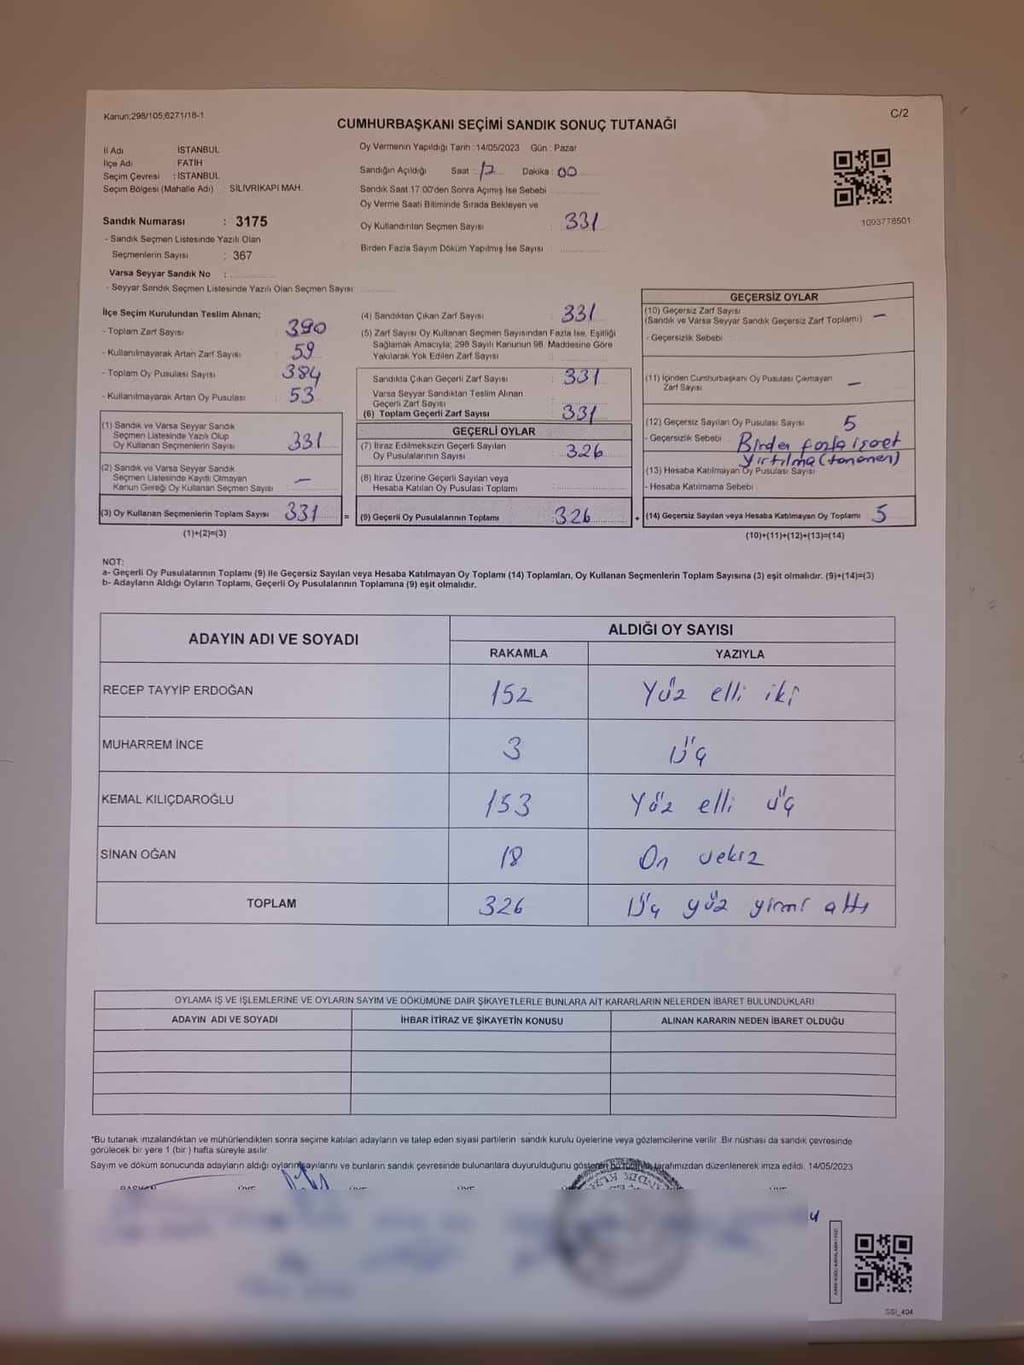 Kanun;298/105;6271/18-1
C/2
CUMHURBAŞKANI SEÇİMİ SANDIK SONUÇ TUTANAĞI
İl Adı İSTANBUL
İlçe Adı FATİH
Seçim Çevresi : İSTANBUL
Seçim Bölgesi (Mahalle Adı) SİLİVRİKAPI MAH.
Sandık Numarası : 3175
- Sandık Seçmen Listesinde Yazılı Olan
Seçmenlerin Sayısı : 367
Varsa Seyyar Sandık No :
- Seyyar Sandık Seçmen Listesinde Yazılı Olan Seçmen Sayısı
Oy Vermenin Yapıldığı Tarih : 14/05/2023 Gün : Pazar
Sandığın Açıldığı Saat : 17 Dakika : 00
Sandık Saat 17.00'den Sonra Açımış İse Sebebi
Oy Verme Saati Bitiminde Sırada Bekleyen ve
Oy Kullandırılan Seçmen Sayısı : 331
Birden Fazla Sayım Döküm Yapılmış İse Sayısı
1093778501
İlçe Seçim Kurulundan Teslim Alınan;
- Toplam Zarf Sayısı 390
- Kullanılmayarak Artan Zarf Sayısı 59
- Toplam Oy Pusulası Sayısı 384
- Kullanılmayarak Artan Oy Pusulası 53
(1) Sandık ve Varsa Seyyar Sandık
Seçmen Listesinde Yazılı Olup
Oy Kullanan Seçmenlerin Sayısı 331
(2) Sandık ve Varsa Seyyar Sandık
Seçmen Listesinde Kayıtlı Olmayan
Kanun Gereği Oy Kullanan Seçmen Sayısı —
(3) Oy Kullanan Seçmenlerin Toplam Sayısı 331 =
(1)+(2)=(3)
(4) Sandıktan Çıkan Zarf Sayısı : 331
(5) Zarf Sayısı Oy Kullanan Seçmen Sayısından Fazla İse, Eşitliği
Sağlamak Amacıyla; 298 Sayılı Kanunun 98. Maddesine Göre
Yakılarak Yok Edilen Zarf Sayısı
Sandıkta Çıkan Geçerli Zarf Sayısı : 331
Varsa Seyyar Sandıktan Teslim Alınan
Geçerli Zarf Sayısı
(6) Toplam Geçerli Zarf Sayısı : 331
GEÇERLİ OYLAR
(7) İtiraz Edilmeksizin Geçerli Sayılan
Oy Pusulalarının Sayısı : 326
(8) İtiraz Üzerine Geçerli Sayılan veya
Hesaba Katılan Oy Pusulası Toplamı
(9) Geçerli Oy Pusulalarının Toplamı : 326 +
GEÇERSİZ OYLAR
(10) Geçersiz Zarf Sayısı
(Sandık ve Varsa Seyyar Sandık Geçersiz Zarf Toplamı) —
- Geçersizlik Sebebi
(11) İçinden Cumhurbaşkanı Oy Pusulası Çıkmayan
Zarf Sayısı —
(12) Geçersiz Sayılan Oy Pusulası Sayısı : 5
- Geçersizlik Sebebi : Birden fazla işaret
yırtılma (tamamen)
(13) Hesaba Katılmayan Oy Pusulası Sayısı
- Hesaba Katılmama Sebebi
(14) Geçersiz Sayılan veya Hesaba Katılmayan Oy Toplamı : 5
(10)+(11)+(12)+(13)=(14)
NOT:
a- Geçerli Oy Pusulalarının Toplamı (9) ile Geçersiz Sayılan veya Hesaba Katılmayan Oy Toplamı (14) Toplamları, Oy Kullanan Seçmenlerin Toplam Sayısına (3) eşit olmalıdır. (9)+(14)=(3)
b- Adayların Aldığı Oyların Toplamı, Geçerli Oy Pusulalarının Toplamına (9) eşit olmalıdır.
ADAYIN ADI VE SOYADI ALDIĞI OY SAYISI
RAKAMLA YAZIYLA
RECEP TAYYİP ERDOĞAN 152 Yüz elli iki
MUHARREM İNCE 3 Üç
KEMAL KILIÇDAROĞLU 153 Yüz elli üç
SİNAN OĞAN 18 On sekiz
TOPLAM 326 Üç yüz yirmi altı
OYLAMA İŞ VE İŞLEMLERİNE VE OYLARIN SAYIM VE DÖKÜMÜNE DAİR ŞİKAYETLERLE BUNLARA AİT KARARLARIN NELERDEN İBARET BULUNDUKLARI
ADAYIN ADI VE SOYADI İHBAR İTİRAZ VE ŞİKAYETİN KONUSU ALINAN KARARIN NEDEN İBARET OLDUĞU
*Bu tutanak imzalandıktan ve mühürlendikten sonra seçime katılan adayların ve talep eden siyasi partilerin sandık kurulu üyelerine veya gözlemcilerine verilir. Bir nüshası da sandık çevresinde
görülecek bir yere 1 (bir ) hafta süreyle asılır.
Sayım ve döküm sonucunda adayların aldığı oyların sayılarını ve bunların sandık çevresinde bulunanlara duyurulduğunu gösteren bu tutanak tarafımızdan düzenlenerek imza edildi. 14/05/2023
SSİ_404